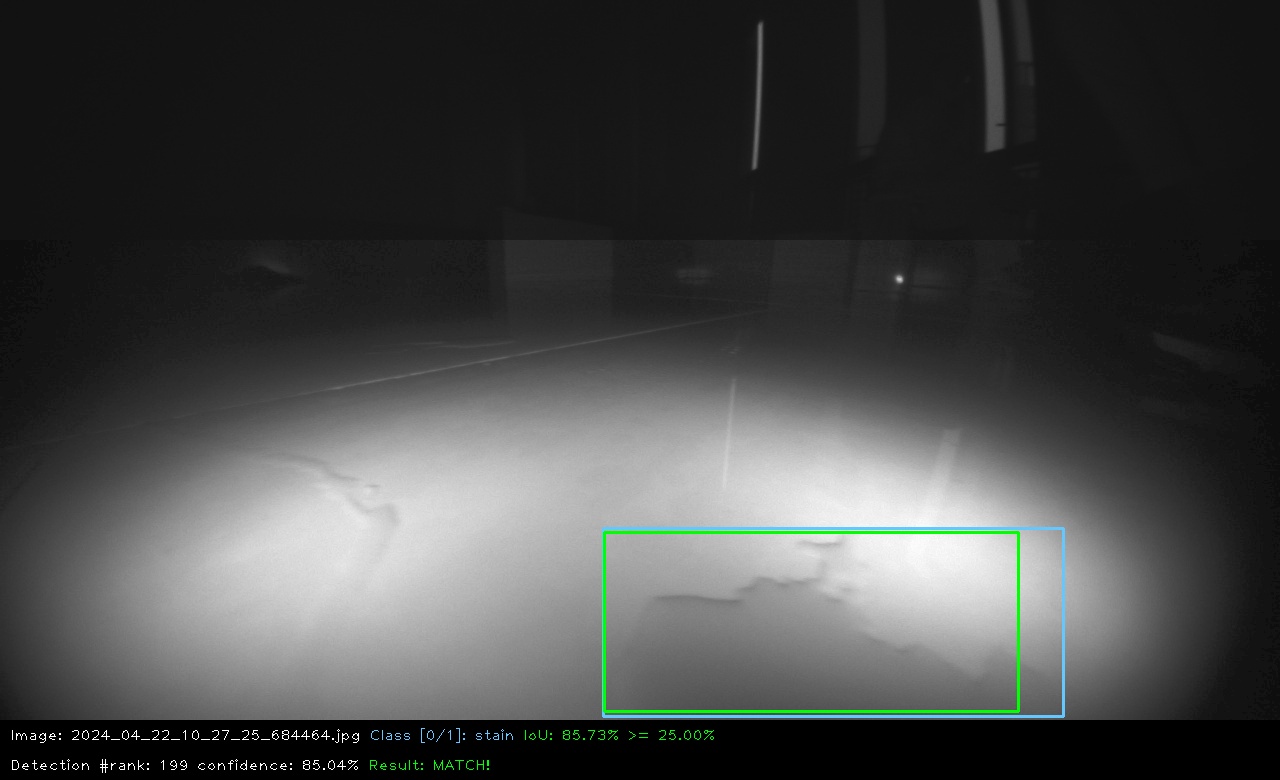 Image: 2024_04_22_10_27_25_684464.jpg Class [0/1]: stain IoU: 85.73% >= 25.00%
Detection #rank: 199 confidence: 85.04% Result: MATCH!